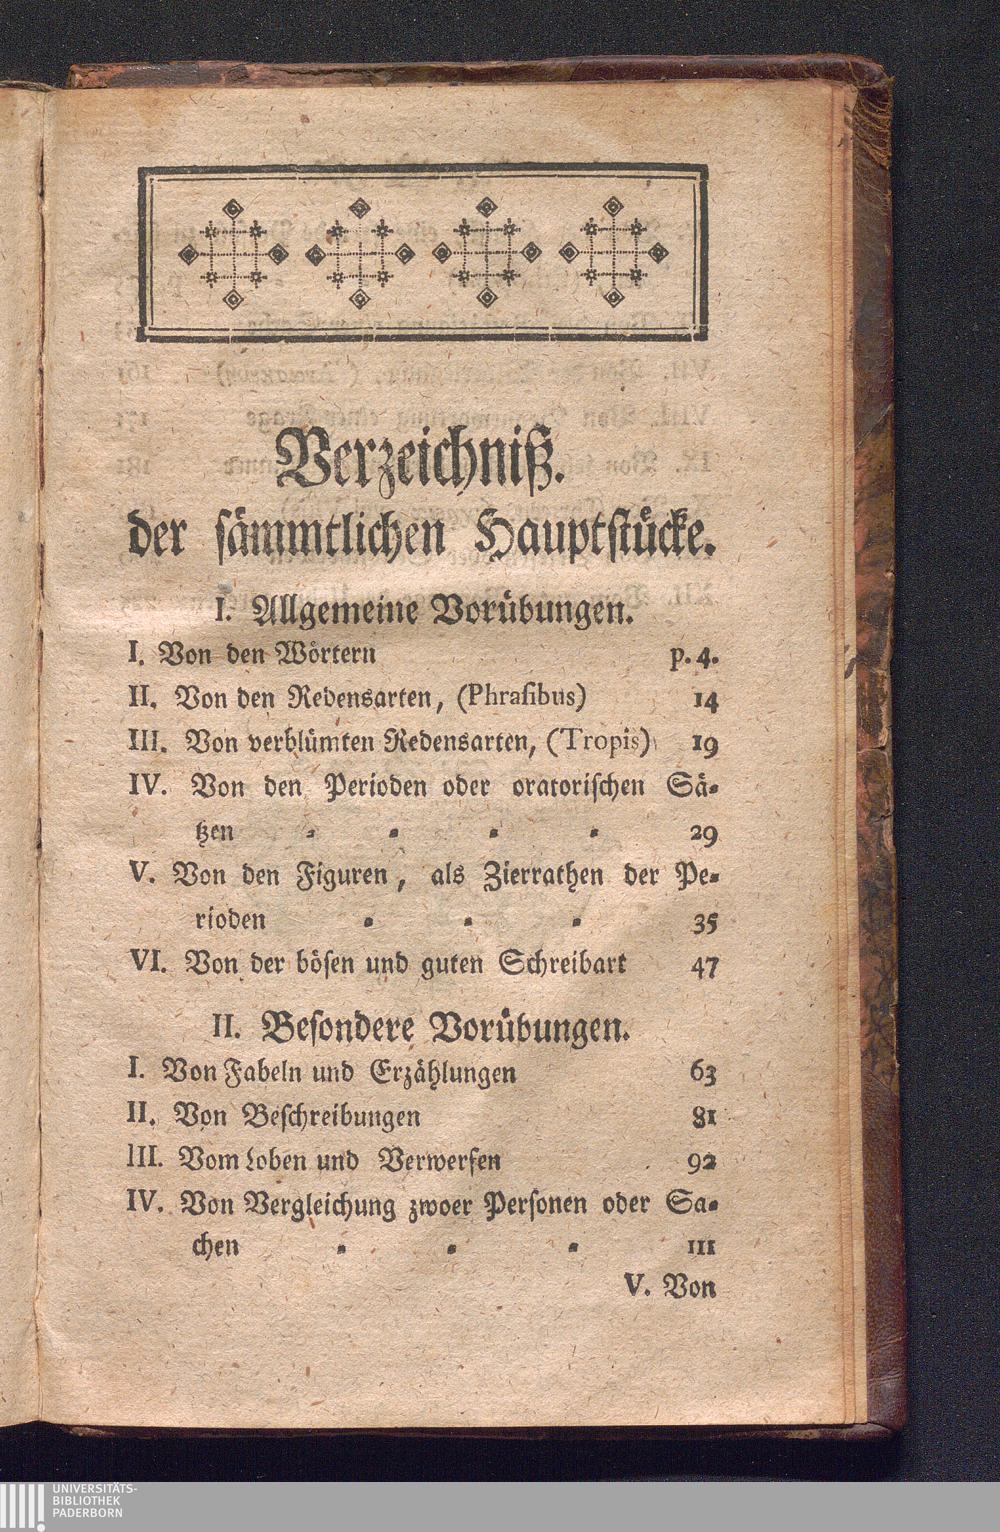 Verzeichniß.
der sämmtlichen Hauptstücke.
I. Allgemeine Vorübungen.
I. Von den Wörtern p. 4.
II. Von den Redensarten, (Phrasibus) 14
III. Von verblümten Redensarten, (Tropis) 19
IV. Von den Perioden oder oratorischen Sä-
tzen - - - - 29
V. Von den Figuren, als Zierrathen der Pe-
rioden - - - 35
VI. Von der bösen und guten Schreibart 47
II. Besondere Vorübungen.
I. Von Fabeln und Erzählungen 63
II. Von Beschreibungen 81
III. Vom Loben und Verwerfen 92
IV. Von Vergleichung zwoer Personen oder Sa-
chen - - - 111
V. Von
UNIVERSITÄTS-
BIBLIOTHEK
PADERBORN